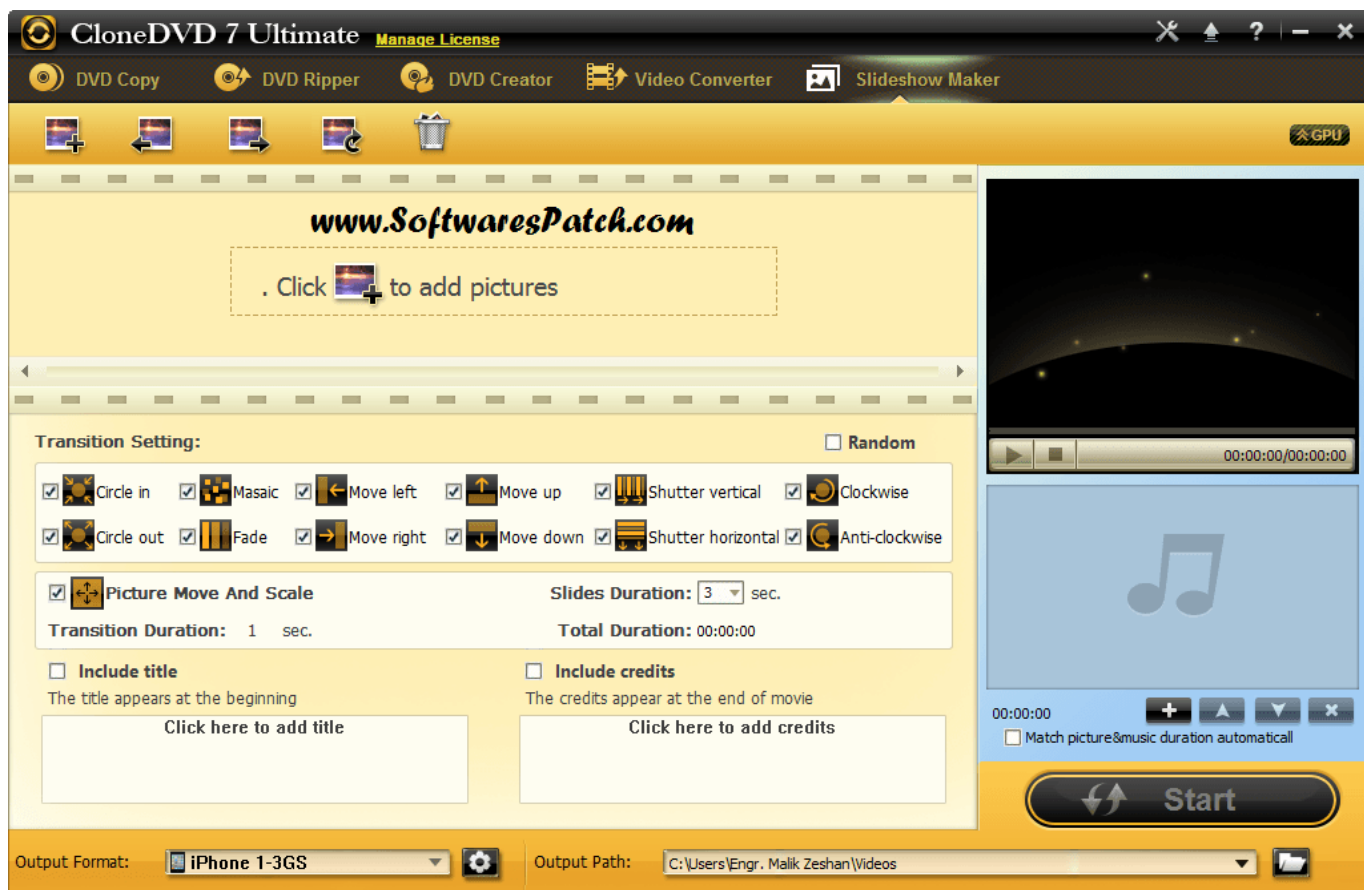 CloneDVD 7 Ultimate Manage License
DVD Copy DVD Ripper DVD Creator Video Converter Slideshow Maker
GPU
www.SoftwaresPatch.com
. Click to add pictures
00:00:00/00:00:00
Transition Setting: Random
Circle in Masaic Move left Move up Shutter vertical Clockwise
Circle out Fade Move right Move down Shutter horizontal Anti-clockwise
Picture Move And Scale Slides Duration: 3 sec.
Transition Duration: 1 sec. Total Duration: 00:00:00
Include title Include credits
The title appears at the beginning The credits appear at the end of movie
Click here to add title Click here to add credits
00:00:00
Match picture&music duration automaticall
Start
Output Format: iPhone 1-3GS Output Path: C:\Users\Engr. Malik Zeshan\Videos